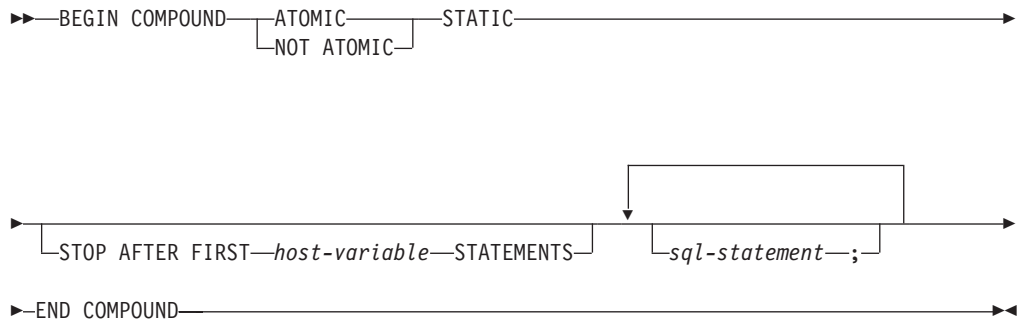 BEGIN COMPOUND ATOMIC STATIC
NOT ATOMIC
STOP AFTER FIRST host-variable STATEMENTS sql-statement ;
END COMPOUND